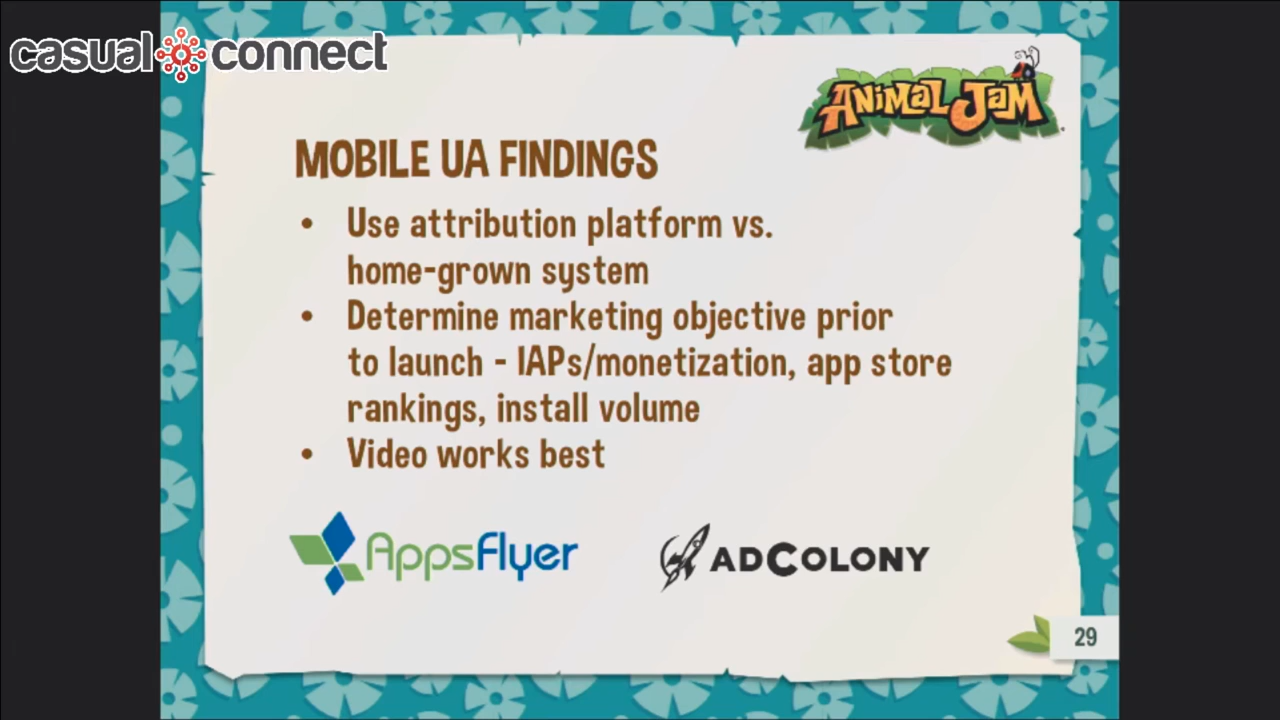 casual connect
ANIMAL JAM
MOBILE UA FINDINGS
• Use attribution platform vs.
home-grown system
• Determine marketing objective prior
to launch - IAPs/monetization, app store
rankings, install volume
• Video works best
AppsFlyer
ADCOLONY
29